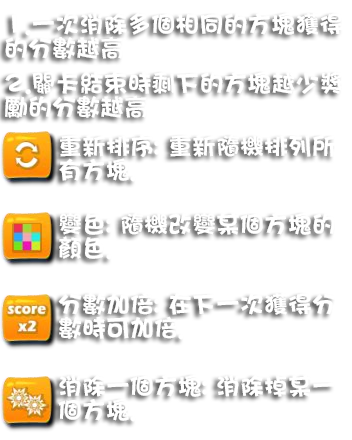 1.一次消除多個相同的方塊獲得
的分數越高
2.關卡結束時剩下的方塊越少獎
勵的分數越高
重新排序: 重新隨機排列所
有方塊
變色: 隨機改變某個方塊的
顏色
score
x2
分數加倍: 在下一次獲得分
數時可加倍
消除一個方塊: 消除掉某一
個方塊